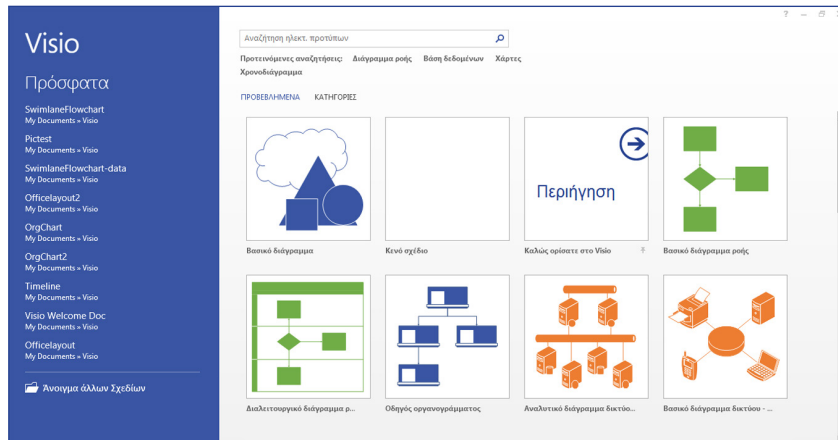 Visio
Πρόσφατα
SwimlaneFlowchart
My Documents » Visio
Pictest
My Documents » Visio
SwimlaneFlowchart-data
My Documents » Visio
Officelayout2
My Documents » Visio
OrgChart
My Documents » Visio
OrgChart2
My Documents » Visio
Timeline
My Documents » Visio
Visio Welcome Doc
My Documents » Visio
Officelayout
My Documents » Visio
Άνοιγμα άλλων Σχεδίων
Αναζήτηση ηλεκτ. προτύπων
Προτεινόμενες αναζητήσεις: Διάγραμμα ροής Βάση δεδομένων Χάρτες
Χρονοδιάγραμμα
ΠΡΟΒΕΒΛΗΜΕΝΑ ΚΑΤΗΓΟΡΙΕΣ
Περιήγηση
Βασικό διάγραμμα Κενό σχέδιο Καλώς ορίσατε στο Visio Βασικό διάγραμμα ροής
Διαλειτουργικό διάγραμμα ρ... Οδηγός οργανογράμματος Αναλυτικό διάγραμμα δικτύο... Βασικό διάγραμμα δικτύου - ...